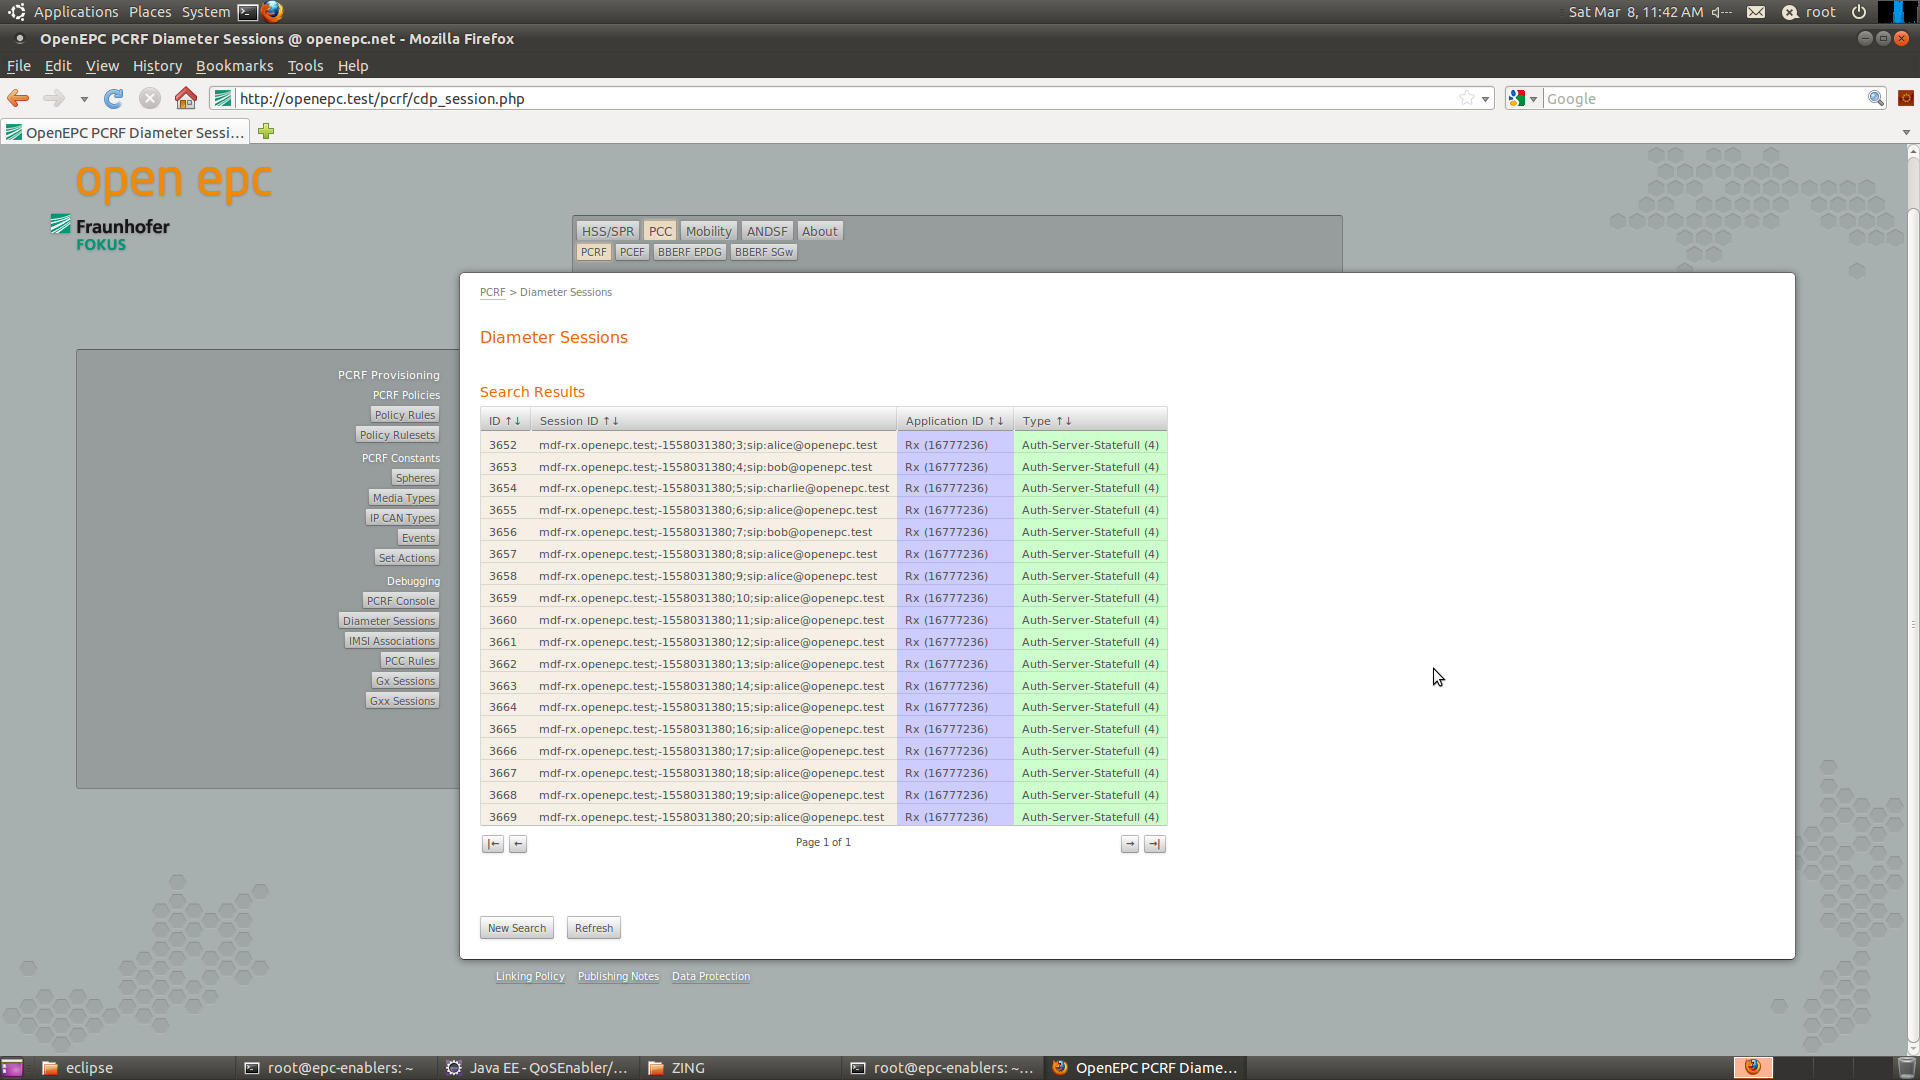 Applications Places System Sat Mar 8, 11:42 AM root
OpenEPC PCRF Diameter Sessions @ openepc.net - Mozilla Firefox
File Edit View History Bookmarks Tools Help
http://openepc.test/pcrf/cdp_session.php Google
OpenEPC PCRF Diameter Sessi...
open epc
Fraunhofer
FOKUS
HSS/SPR PCC Mobility ANDSF About
PCRF PCEF BBERF EPDG BBERF SGw
PCRF > Diameter Sessions
Diameter Sessions
PCRF Provisioning
PCRF Policies
Policy Rules
Policy Rulesets
PCRF Constants
Spheres
Media Types
IP CAN Types
Events
Set Actions
Debugging
PCRF Console
Diameter Sessions
IMSI Associations
PCC Rules
Gx Sessions
Gxx Sessions
Search Results
ID ↑↓ Session ID ↑↓ Application ID ↑↓ Type ↑↓
3652 mdf-rx.openepc.test;-1558031380;3;sip:alice@openepc.test Rx (16777236) Auth-Server-Statefull (4)
3653 mdf-rx.openepc.test;-1558031380;4;sip:bob@openepc.test Rx (16777236) Auth-Server-Statefull (4)
3654 mdf-rx.openepc.test;-1558031380;5;sip:charlie@openepc.test Rx (16777236) Auth-Server-Statefull (4)
3655 mdf-rx.openepc.test;-1558031380;6;sip:alice@openepc.test Rx (16777236) Auth-Server-Statefull (4)
3656 mdf-rx.openepc.test;-1558031380;7;sip:bob@openepc.test Rx (16777236) Auth-Server-Statefull (4)
3657 mdf-rx.openepc.test;-1558031380;8;sip:alice@openepc.test Rx (16777236) Auth-Server-Statefull (4)
3658 mdf-rx.openepc.test;-1558031380;9;sip:alice@openepc.test Rx (16777236) Auth-Server-Statefull (4)
3659 mdf-rx.openepc.test;-1558031380;10;sip:alice@openepc.test Rx (16777236) Auth-Server-Statefull (4)
3660 mdf-rx.openepc.test;-1558031380;11;sip:alice@openepc.test Rx (16777236) Auth-Server-Statefull (4)
3661 mdf-rx.openepc.test;-1558031380;12;sip:alice@openepc.test Rx (16777236) Auth-Server-Statefull (4)
3662 mdf-rx.openepc.test;-1558031380;13;sip:alice@openepc.test Rx (16777236) Auth-Server-Statefull (4)
3663 mdf-rx.openepc.test;-1558031380;14;sip:alice@openepc.test Rx (16777236) Auth-Server-Statefull (4)
3664 mdf-rx.openepc.test;-1558031380;15;sip:alice@openepc.test Rx (16777236) Auth-Server-Statefull (4)
3665 mdf-rx.openepc.test;-1558031380;16;sip:alice@openepc.test Rx (16777236) Auth-Server-Statefull (4)
3666 mdf-rx.openepc.test;-1558031380;17;sip:alice@openepc.test Rx (16777236) Auth-Server-Statefull (4)
3667 mdf-rx.openepc.test;-1558031380;18;sip:alice@openepc.test Rx (16777236) Auth-Server-Statefull (4)
3668 mdf-rx.openepc.test;-1558031380;19;sip:alice@openepc.test Rx (16777236) Auth-Server-Statefull (4)
3669 mdf-rx.openepc.test;-1558031380;20;sip:alice@openepc.test Rx (16777236) Auth-Server-Statefull (4)
|← ← Page 1 of 1 → →|
New Search Refresh
Linking Policy Publishing Notes Data Protection
eclipse root@epc-enablers: ~ Java EE - QoSEnabler/... ZING root@epc-enablers: ~... OpenEPC PCRF Diame...